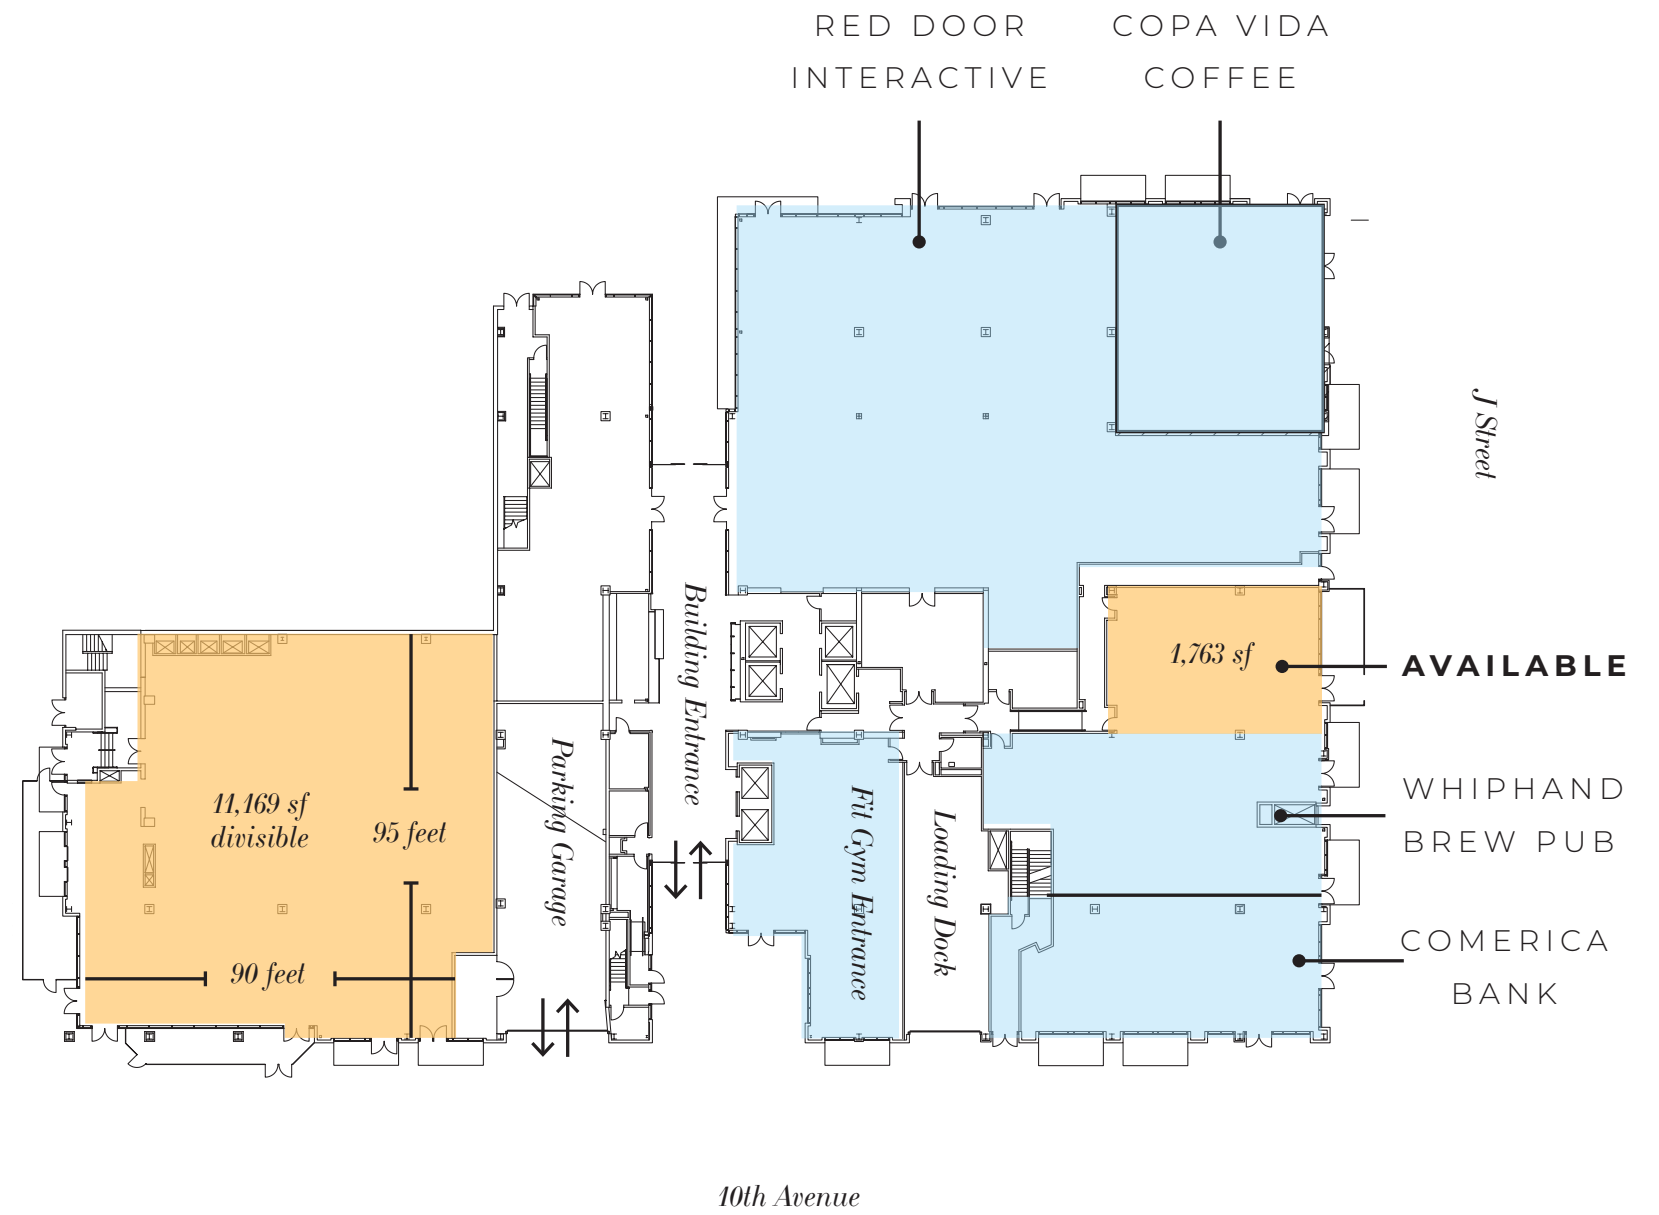 RED DOOR
INTERACTIVE
COPA VIDA
COFFEE
J Street
1,763 sf
AVAILABLE
Building Entrance
Parking Garage
11,169 sf
divisible
95 feet
90 feet
Fit Gym Entrance
Loading Dock
WHIPHAND
BREW PUB
COMERICA
BANK
10th Avenue